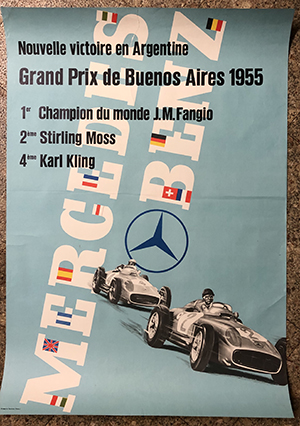 Nouvelle victoire en Argentine
Grand Prix de Buenos Aires 1955
1er Champion du monde J.M.Fangio
2ème Stirling Moss
4ème Karl Kling
MERCEDES
BENZ